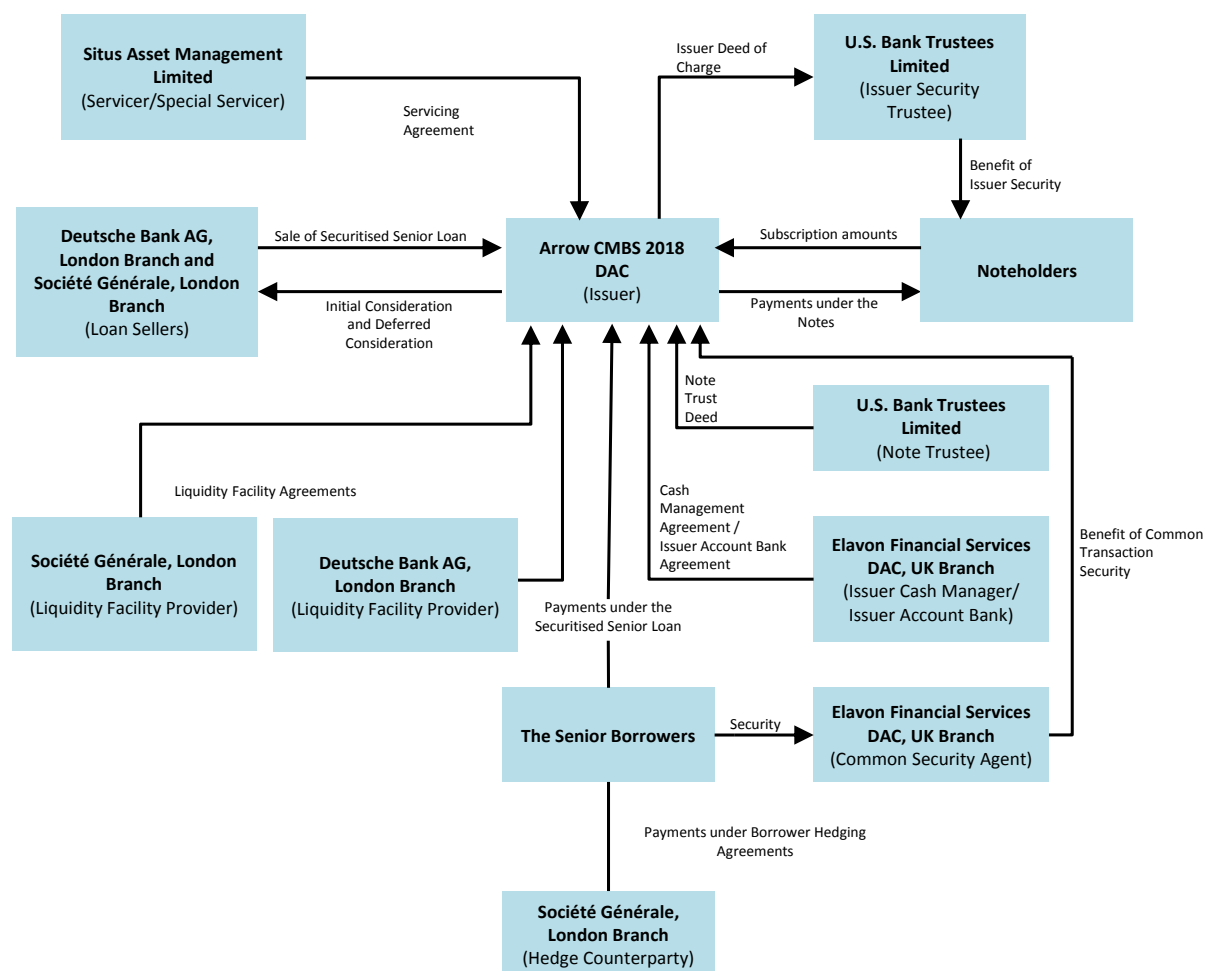 Situs Asset Management
Limited
(Servicer/Special Servicer)
Issuer Deed of
Charge
U.S. Bank Trustees
Limited
(Issuer Security
Trustee)
Servicing
Agreement
Benefit of
Issuer Security
Deutsche Bank AG,
London Branch and
Société Générale, London
Branch
(Loan Sellers)
Sale of Securitised Senior Loan
Initial Consideration
and Deferred
Consideration
Arrow CMBS 2018
DAC
(Issuer)
Subscription amounts
Payments under the
Notes
Noteholders
Note
Trust
Deed
U.S. Bank Trustees
Limited
(Note Trustee)
Liquidity Facility Agreements
Société Générale, London
Branch
(Liquidity Facility Provider)
Deutsche Bank AG,
London Branch
(Liquidity Facility Provider)
Payments under the
Securitised Senior Loan
Cash
Management
Agreement /
Issuer Account Bank
Agreement
Elavon Financial Services
DAC, UK Branch
(Issuer Cash Manager/
Issuer Account Bank)
Benefit of Common
Transaction
Security
The Senior Borrowers
Security
Elavon Financial Services
DAC, UK Branch
(Common Security Agent)
Payments under Borrower Hedging
Agreements
Société Générale,
London Branch
(Hedge Counterparty)